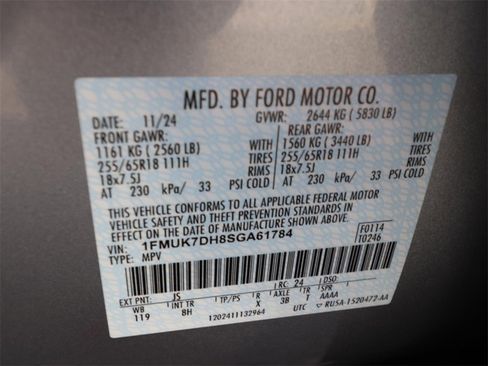 MFD. BY FORD MOTOR CO.
DATE: 11/24 GVWR: 2644 KG ( 5830 LB)
FRONT GAWR: REAR GAWR:
1161 KG ( 2560 LB) 1560 KG ( 3440 LB)
255/65R18 111H TIRES 255/65R18 111H TIRES
18x7.5J RIMS 18x7.5J RIMS
AT 230 kPa/ 33 PSI COLD AT 230 kPa/ 33 PSI COLD
THIS VEHICLE CONFORMS TO ALL APPLICABLE FEDERAL MOTOR
VEHICLE SAFETY AND BUMPER STANDARDS IN EFFECT ON THE DATE OF
MANUFACTURE SHOWN ABOVE.
VIN: 1FMUK7DH8SGA61784 F0114
TYPE: MPV T0246
EXT PNT: JS RC: 24 DSO:
WB INT TR TP/PS R AXLE TR SPR
119 8H X 3B T AAAA
1202411132964 UTC RU5A-1520472-AA